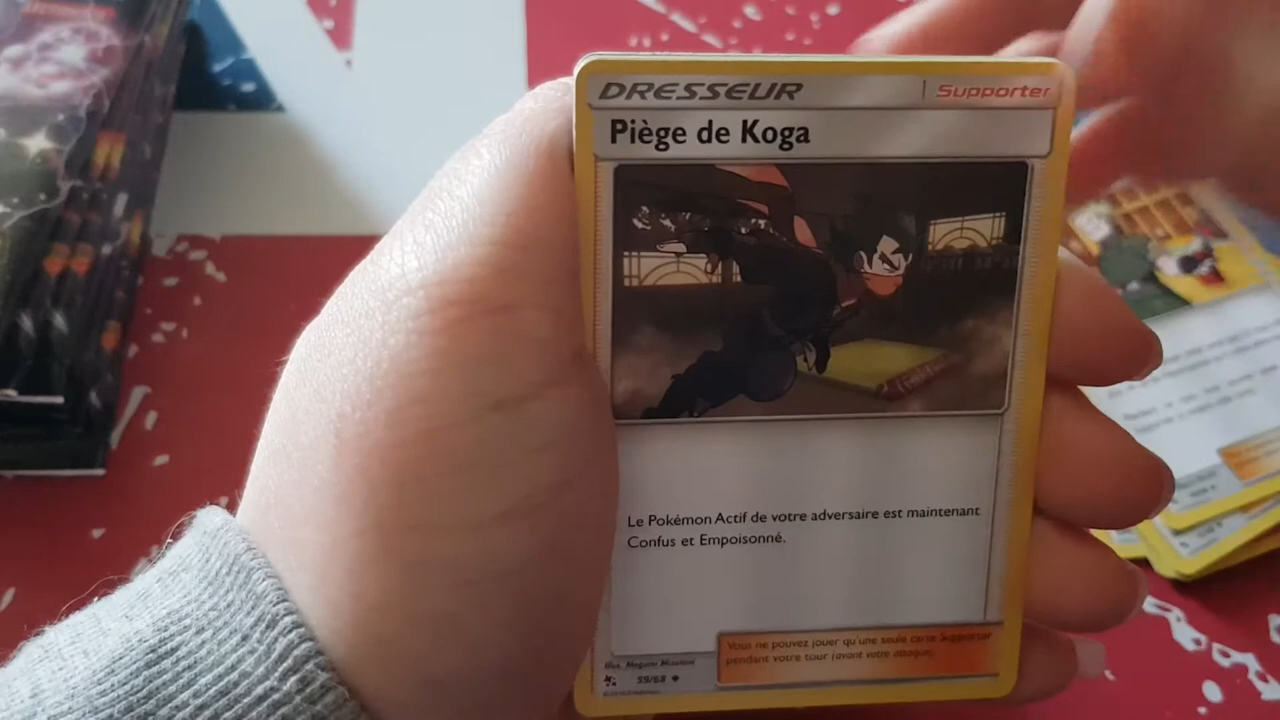 DRESSEUR
Supporter
Piège de Koga
Le Pokémon Actif de votre adversaire est maintenant
Confus et Empoisonné.
Vous ne pouvez jouer qu'une seule carte Supporter
pendant votre tour (avant votre attaque).
Illus. Megumi Mizutani
59/68